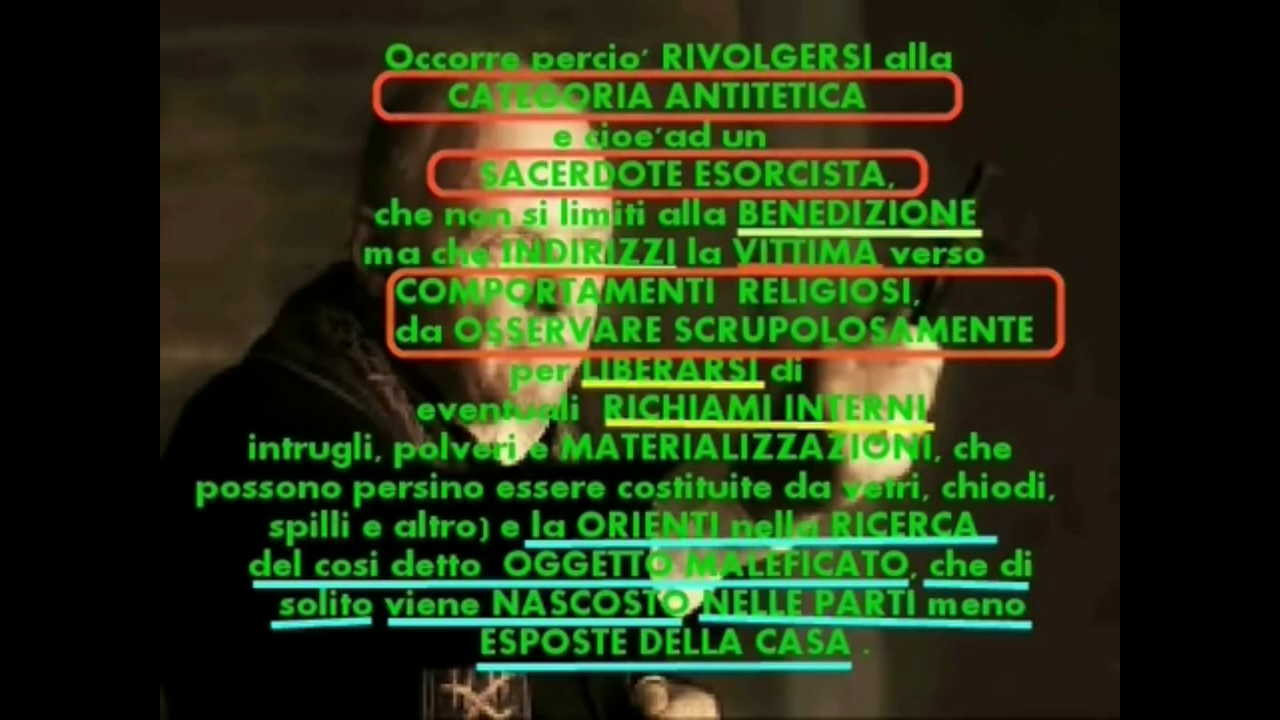 Occorre percio' RIVOLGERSI alla
CATEGORIA ANTITETICA
e cioe'ad un
SACERDOTE ESORCISTA,
che non si limiti alla BENEDIZIONE
ma che INDIRIZZI la VITTIMA verso
COMPORTAMENTI RELIGIOSI,
da OSSERVARE SCRUPOLOSAMENTE
per LIBERARSI di
eventuali RICHIAMI INTERNI
intrugli, polveri e MATERIALIZZAZIONI, che
possono persino essere costituite da vetri, chiodi,
spilli e altro) e la ORIENTI nella RICERCA
del cosi detto OGGETTO MALEFICATO, che di
solito viene NASCOSTO NELLE PARTI meno
ESPOSTE DELLA CASA .